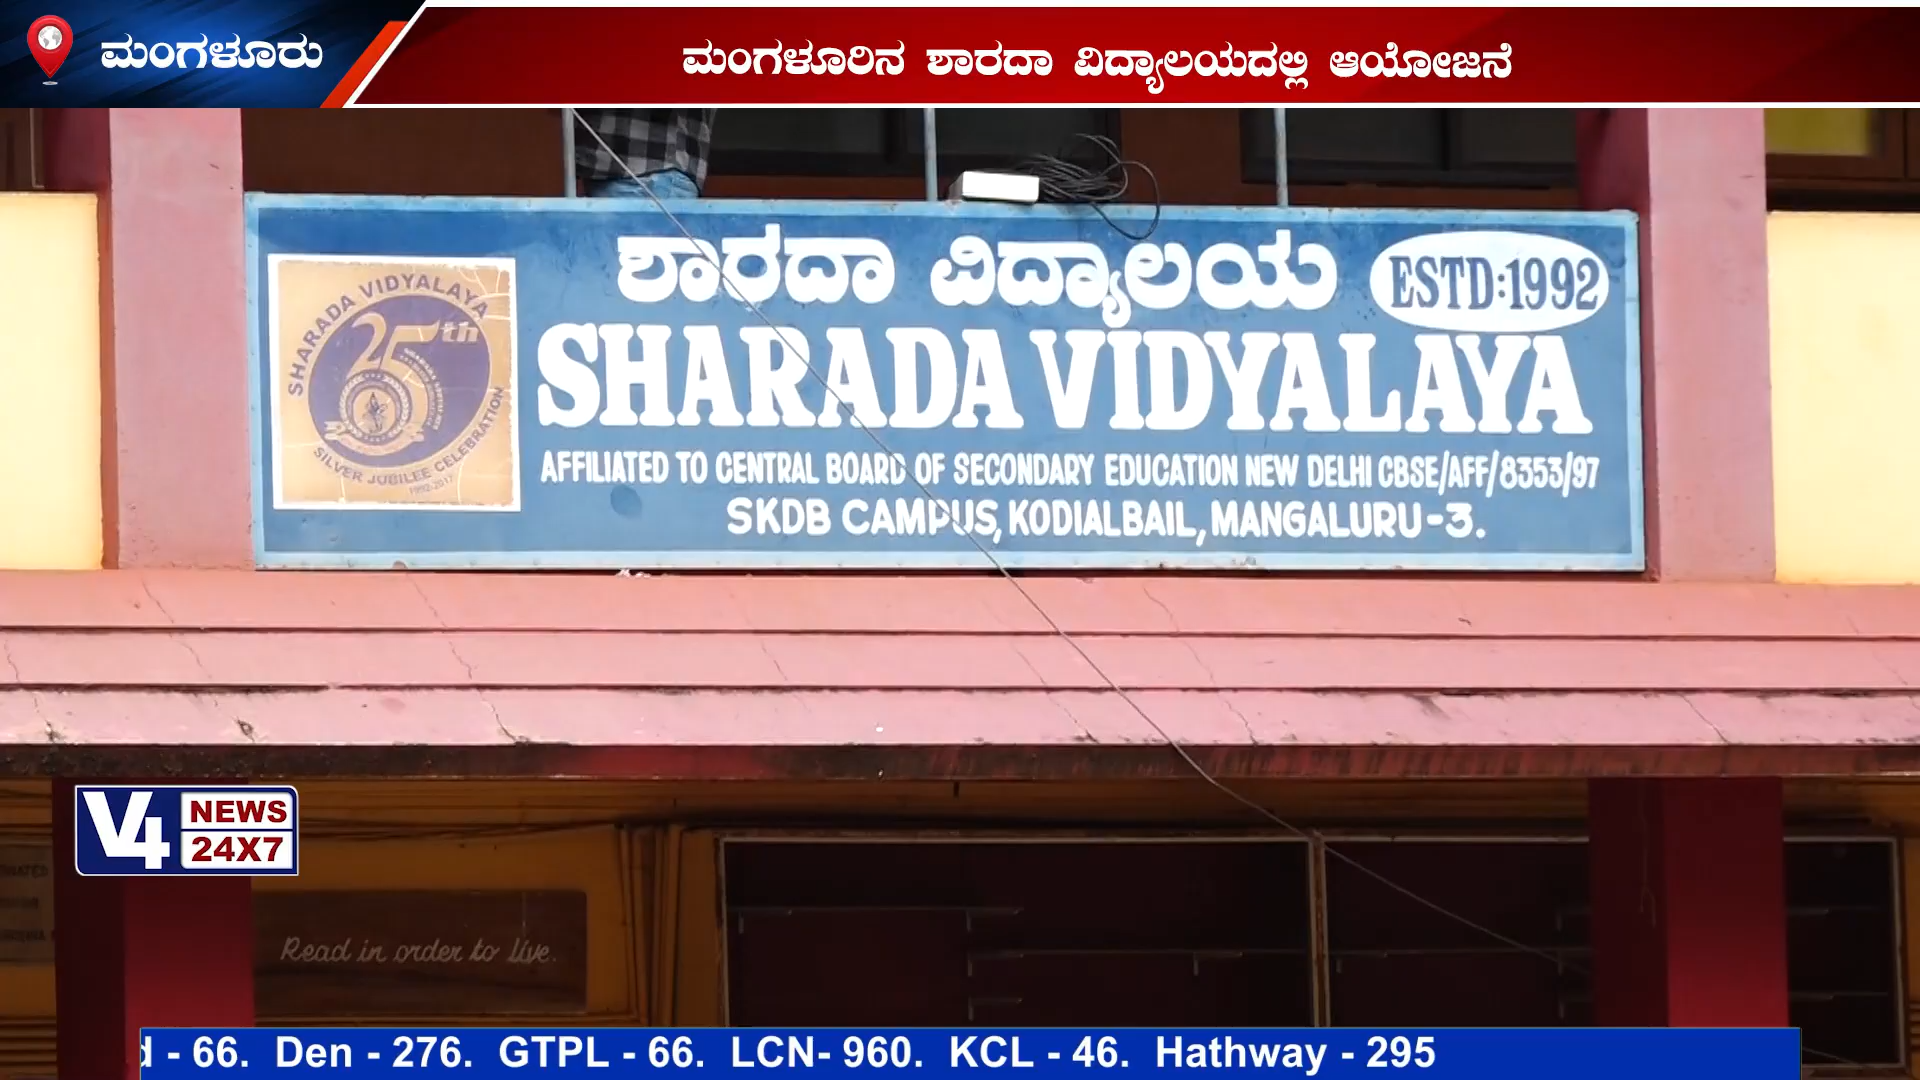 ಮಂಗಳೂರು
ಮಂಗಳೂರಿನ ಶಾರದಾ ವಿದ್ಯಾಲಯದಲ್ಲಿ ಆಯೋಜನೆ
ಶಾರದಾ ವಿದ್ಯಾಲಯ
ESTD:1992
SHARADA VIDYALAYA
AFFILIATED TO CENTRAL BOARD OF SECONDARY EDUCATION NEW DELHI CBSE/AFF/8353/97
SKDB CAMPUS, KODIALBAIL, MANGALURU-3.
SHARADA VIDYALAYA
25th
SILVER JUBILEE CELEBRATION
1992-2017
V4 NEWS
24X7
Read in order to live.
- 66. Den - 276. GTPL - 66. LCN- 960. KCL - 46. Hathway - 295